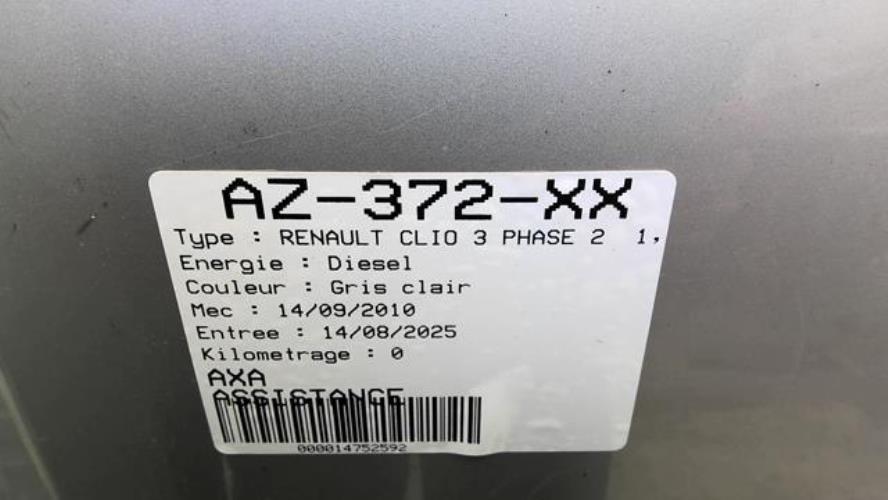 AZ-372-XX
Type : RENAULT CLIO 3 PHASE 2 1,
Energie : Diesel
Couleur : Gris clair
Mec : 14/09/2010
Entree : 14/08/2025
Kilometrage : 0
AXA
ASSISTANCE
000014752592